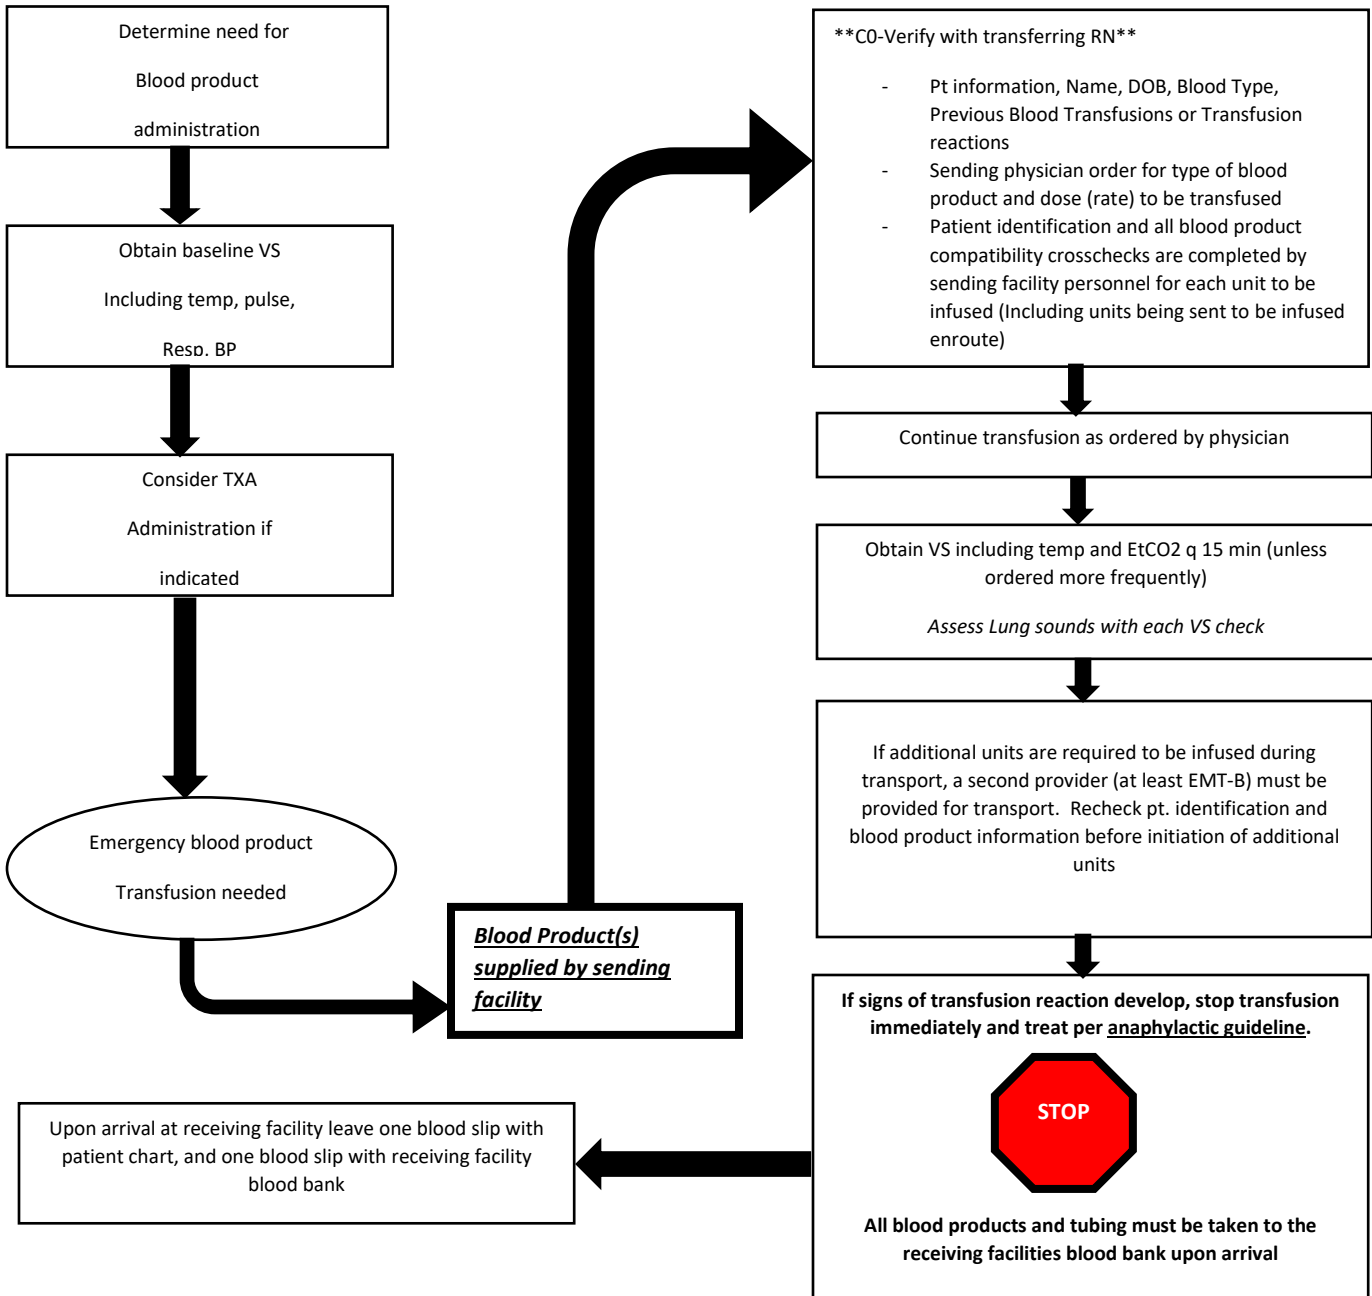 Determine need for
Blood product
administration
Obtain baseline VS
Including temp, pulse,
Resp. BP
Consider TXA
Administration if
indicated
Emergency blood product
Transfusion needed
Blood Product(s)
supplied by sending
facility
**C0-Verify with transferring RN**
- Pt information, Name, DOB, Blood Type,
Previous Blood Transfusions or Transfusion
reactions
- Sending physician order for type of blood
product and dose (rate) to be transfused
- Patient identification and all blood product
compatibility crosschecks are completed by
sending facility personnel for each unit to be
infused (Including units being sent to be infused
enroute)
Continue transfusion as ordered by physician
Obtain VS including temp and EtCO2 q 15 min (unless
ordered more frequently)
Assess Lung sounds with each VS check
If additional units are required to be infused during
transport, a second provider (at least EMT-B) must be
provided for transport.  Recheck pt. identification and
blood product information before initiation of additional
units
If signs of transfusion reaction develop, stop transfusion
immediately and treat per anaphylactic guideline.
STOP
All blood products and tubing must be taken to the
receiving facilities blood bank upon arrival
Upon arrival at receiving facility leave one blood slip with
patient chart, and one blood slip with receiving facility
blood bank